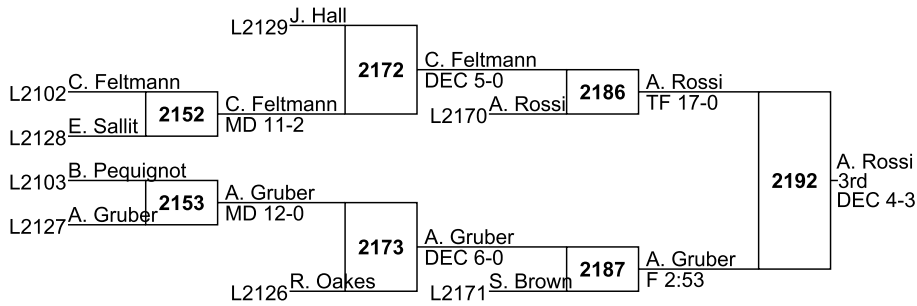 L2129 J. Hall
2172
C. Feltmann
DEC 5-0
L2102 C. Feltmann
2152
C. Feltmann
MD 11-2
L2128 E. Sallit
L2170 A. Rossi
2186
A. Rossi
TF 17-0
L2103 B. Pequignot
2153
A. Gruber
MD 12-0
L2127 A. Gruber
2173
A. Gruber
DEC 6-0
L2126 R. Oakes
L2171 S. Brown
2187
A. Gruber
F 2:53
2192
A. Rossi
3rd
DEC 4-3